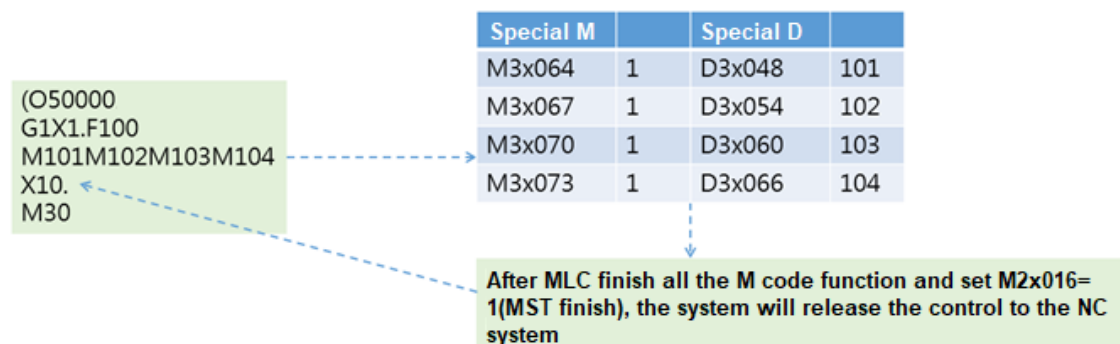 Special M Special D
M3x064 1 D3x048 101
M3x067 1 D3x054 102
M3x070 1 D3x060 103
M3x073 1 D3x066 104
(O50000
G1X1.F100
M101M102M103M104
X10.
M30
After MLC finish all the M code function and set M2x016=
1(MST finish), the system will release the control to the NC
system